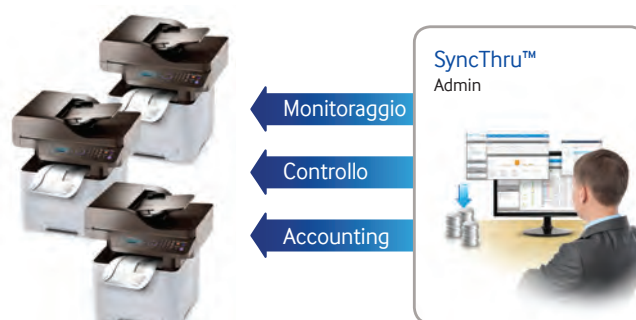 SyncThru™
Admin
Monitoraggio
Controllo
Accounting